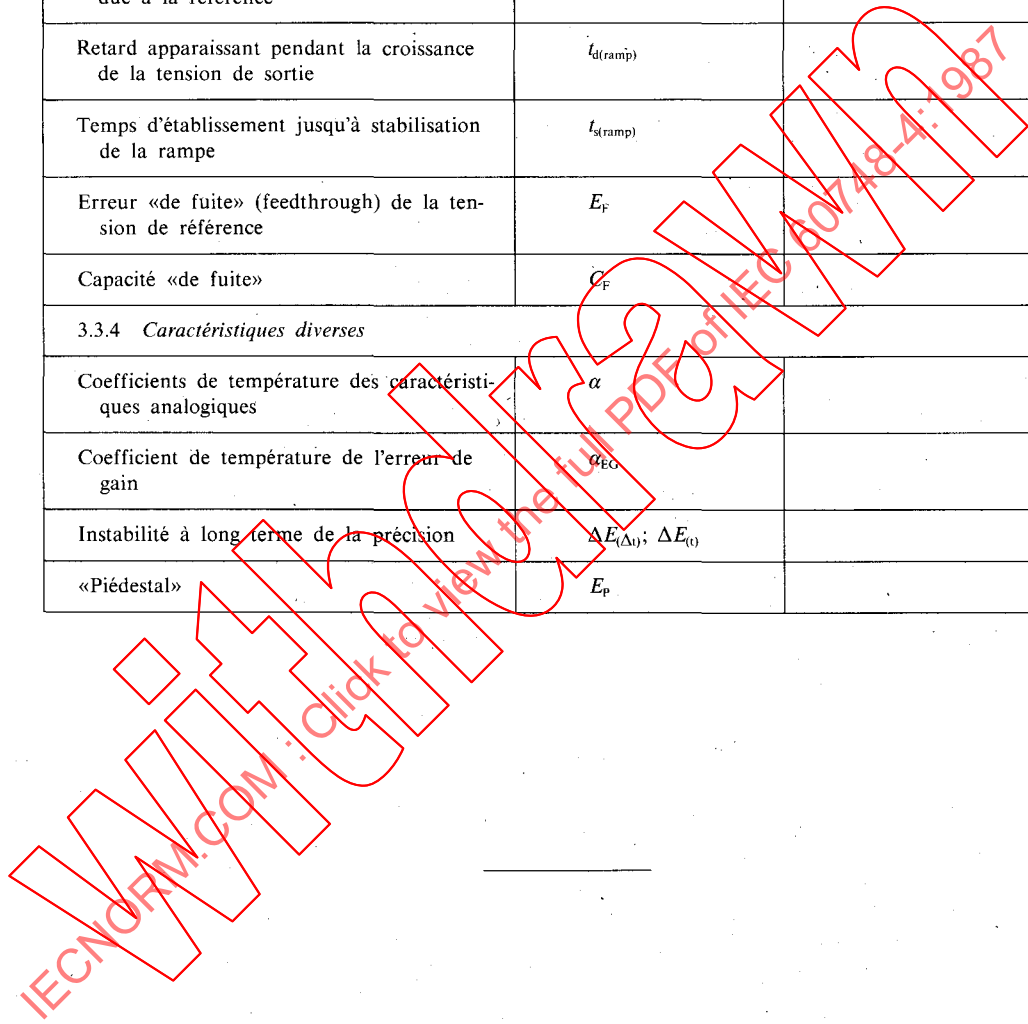 due à la référence
Retard apparaissant pendant la croissance
de la tension de sortie
t_d(ramp)
Temps d'établissement jusqu'à stabilisation
de la rampe
t_s(ramp)
Erreur «de fuite» (feedthrough) de la ten-
sion de référence
E_F
Capacité «de fuite»
C_F
3.3.4 Caractéristiques diverses
Coefficients de température des caractéristi-
ques analogiques
α
Coefficient de température de l'erreur de
gain
α_EG
Instabilité à long terme de la précision
ΔE_(Δt); ΔE_(t)
«Piédestal»
E_P
withdrawn
IECNORM.COM : Click to view the full PDF of IEC 60748-4:1987